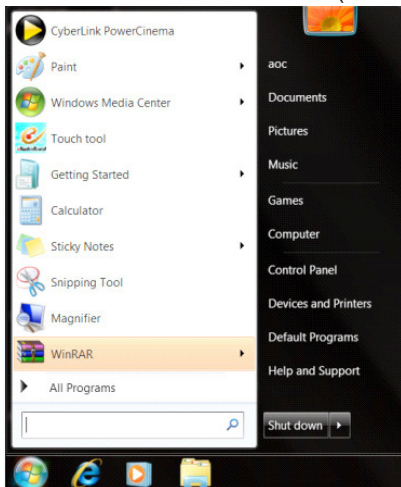 CyberLink PowerCinema
Paint
Windows Media Center
Touch tool
Getting Started
Calculator
Sticky Notes
Snipping Tool
Magnifier
WinRAR
All Programs
aoc
Documents
Pictures
Music
Games
Computer
Control Panel
Devices and Printers
Default Programs
Help and Support
Shut down